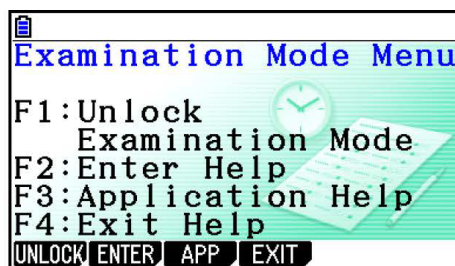 Examination Mode Menu
F1:Unlock
Examination Mode
F2:Enter Help
F3:Application Help
F4:Exit Help
UNLOCK ENTER APP EXIT